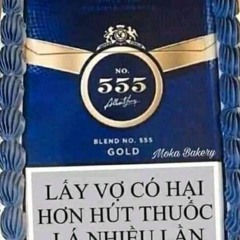 NO.
555
BLEND NO. 555
GOLD
Moka Bakery
LẤY VỢ CÓ HẠI
HƠN HÚT THUỐC
LÁ NHIỀU LẦN